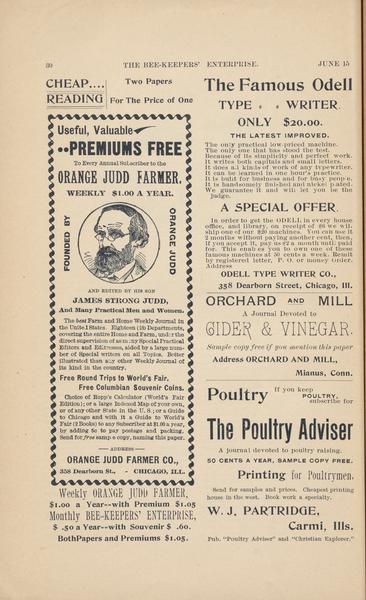 30 THE BEE-KEEPERS' ENTERPRISE. JUNE 15
CHEAP....
READING
Two Papers
For The Price of One
Useful, Valuable
..PREMIUMS FREE
To Every Annual Subscriber to the
ORANGE JUDD FARMER,
WEEKLY $1.00 A YEAR.
FOUNDED BY
ORANGE JUDD
AND EDITED BY HIS SON
JAMES STRONG JUDD,
And Many Practical Men and Women.
The best Farm and Home Weekly Journal in
the United States. Eighteen (18) Departments,
covering the entire Home and Farm, under the
direct supervision of as many Special Practical
Editors and Editresses, aided by a large num-
ber of Special writers on all Topics. Better
illustrated than any other Weekly Journal of
its kind in the country.
Free Round Trips to World's Fair,
Free Columbian Souvenir Coins.
Choice of Ropp's Calculator (World's Fair
Edition); or a large Indexed Map of your own,
or of any other State in the U. S.; or a Guide
to Chicago and with it a Guide to World's
Fair (2 Books) to any Subscriber at $1.00 a year,
by adding 5c to pay postage and packing.
Send for free sample copy, naming this paper.
ADDRESS
ORANGE JUDD FARMER CO.,
358 Dearborn St., - CHICAGO, ILL.
Weekly ORANGE JUDD FARMER,
$1.00 a Year—with Premium $1.05
Monthly BEE-KEEPERS' ENTERPRISE,
$ .50 a Year—with Souvenir $ .60.
Both Papers and Premiums $1.05.
The Famous Odell
TYPE WRITER.
ONLY $20.00.
THE LATEST IMPROVED.
The only practical low-priced machine.
The only one that has stood the test.
Because of its simplicity and perfect work.
It writes both capitals and small letters.
It does all kinds of work of any typewriter.
It can be learned in one hour's practice.
It is built for business and for busy people.
It is handsomely finished and nickel plated.
We guarantee it and will let you be the
judge.
A SPECIAL OFFER.
In order to get the ODELL in every house
office, and library, on receipt of $6 we will
ship one of our $20 machines. You can use it
2 months without paying another cent, then,
if you accept it, pay us $2 a month until paid
for. This enables you to own one of these
famous machines at 50 cents a week. Remit
by registered letter, P. O. or money order.
Address
ODELL TYPE WRITER CO.,
358 Dearborn Street, Chicago, Ill.
ORCHARD AND MILL
A Journal Devoted to
CIDER & VINEGAR.
Sample copy free if you mention this paper
Address ORCHARD AND MILL,
Mianus, Conn.
Poultry
If you keep
POULTRY,
subscribe for
The Poultry Adviser
A journal devoted to poultry raising.
50 CENTS A YEAR, SAMPLE COPY FREE.
Printing for Poultrymen.
Send for samples and prices. Cheapest printing
house in the west. Book work a specialty.
W. J. PARTRIDGE,
Carmi, Ills.
Pub. "Poultry Adviser" and "Christian Explorer."